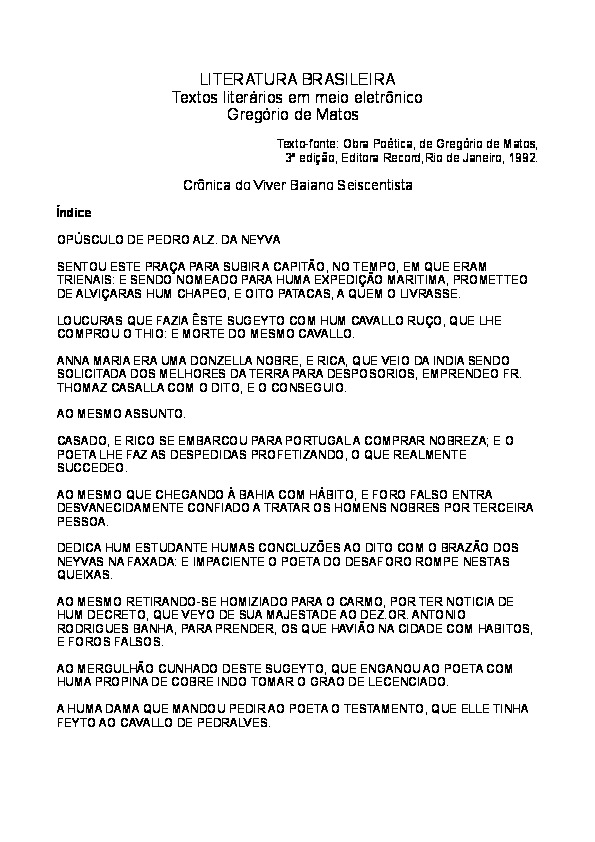 LITERATURA BRASILEIRA
Textos literários em meio eletrônico
Gregório de Matos
Texto-fonte: Obra Poética, de Gregório de Matos,
3ª edição, Editora Record,Rio de Janeiro, 1992.
Crônica do Viver Baiano Seiscentista
Índice
OPÚSCULO DE PEDRO ALZ. DA NEYVA
SENTOU ESTE PRAÇA PARA SUBIR A CAPITÃO, NO TEMPO, EM QUE ERAM
TRIENAIS: E SENDO NOMEADO PARA HUMA EXPEDIÇÃO MARITIMA, PROMETTEO
DE ALVIÇARAS HUM CHAPEO, E OITO PATACAS, A QUEM O LIVRASSE.
LOUCURAS QUE FAZIA ÊSTE SUGEYTO COM HUM CAVALLO RUÇO, QUE LHE
COMPROU O THIO: E MORTE DO MESMO CAVALLO.
ANNA MARIA ERA UMA DONZELLA NOBRE, E RICA, QUE VEIO DA INDIA SENDO
SOLICITADA DOS MELHORES DA TERRA PARA DESPOSORIOS, EMPRENDEO FR.
THOMAZ CASALLA COM O DITO, E O CONSEGUIO.
AO MESMO ASSUNTO.
CASADO, E RICO SE EMBARCOU PARA PORTUGAL A COMPRAR NOBREZA; E O
POETA LHE FAZ AS DESPEDIDAS PROFETIZANDO, O QUE REALMENTE
SUCCEDEO.
AO MESMO QUE CHEGANDO À BAHIA COM HÁBITO, E FORO FALSO ENTRA
DESVANECIDAMENTE CONFIADO A TRATAR OS HOMENS NOBRES POR TERCEIRA
PESSOA.
DEDICA HUM ESTUDANTE HUMAS CONCLUZÕES AO DITO COM O BRAZÃO DOS
NEYVAS NA FAXADA: E IMPACIENTE O POETA DO DESAFORO ROMPE NESTAS
QUEIXAS.
AO MESMO RETIRANDO-SE HOMIZIADO PARA O CARMO, POR TER NOTICIA DE
HUM DECRETO, QUE VEYO DE SUA MAJESTADE AO DEZ.OR. ANTONIO
RODRIGUES BANHA, PARA PRENDER, OS QUE HAVIÃO NA CIDADE COM HABITOS,
E FOROS FALSOS.
AO MERGULHÃO CUNHADO DESTE SUGEYTO, QUE ENGANOU AO POETA COM
HUMA PROPINA DE COBRE INDO TOMAR O GRAO DE LECENCIADO.
A HUMA DAMA QUE MANDOU PEDIR AO POETA O TESTAMENTO, QUE ELLE TINHA
FEYTO AO CAVALLO DE PEDRALVES.